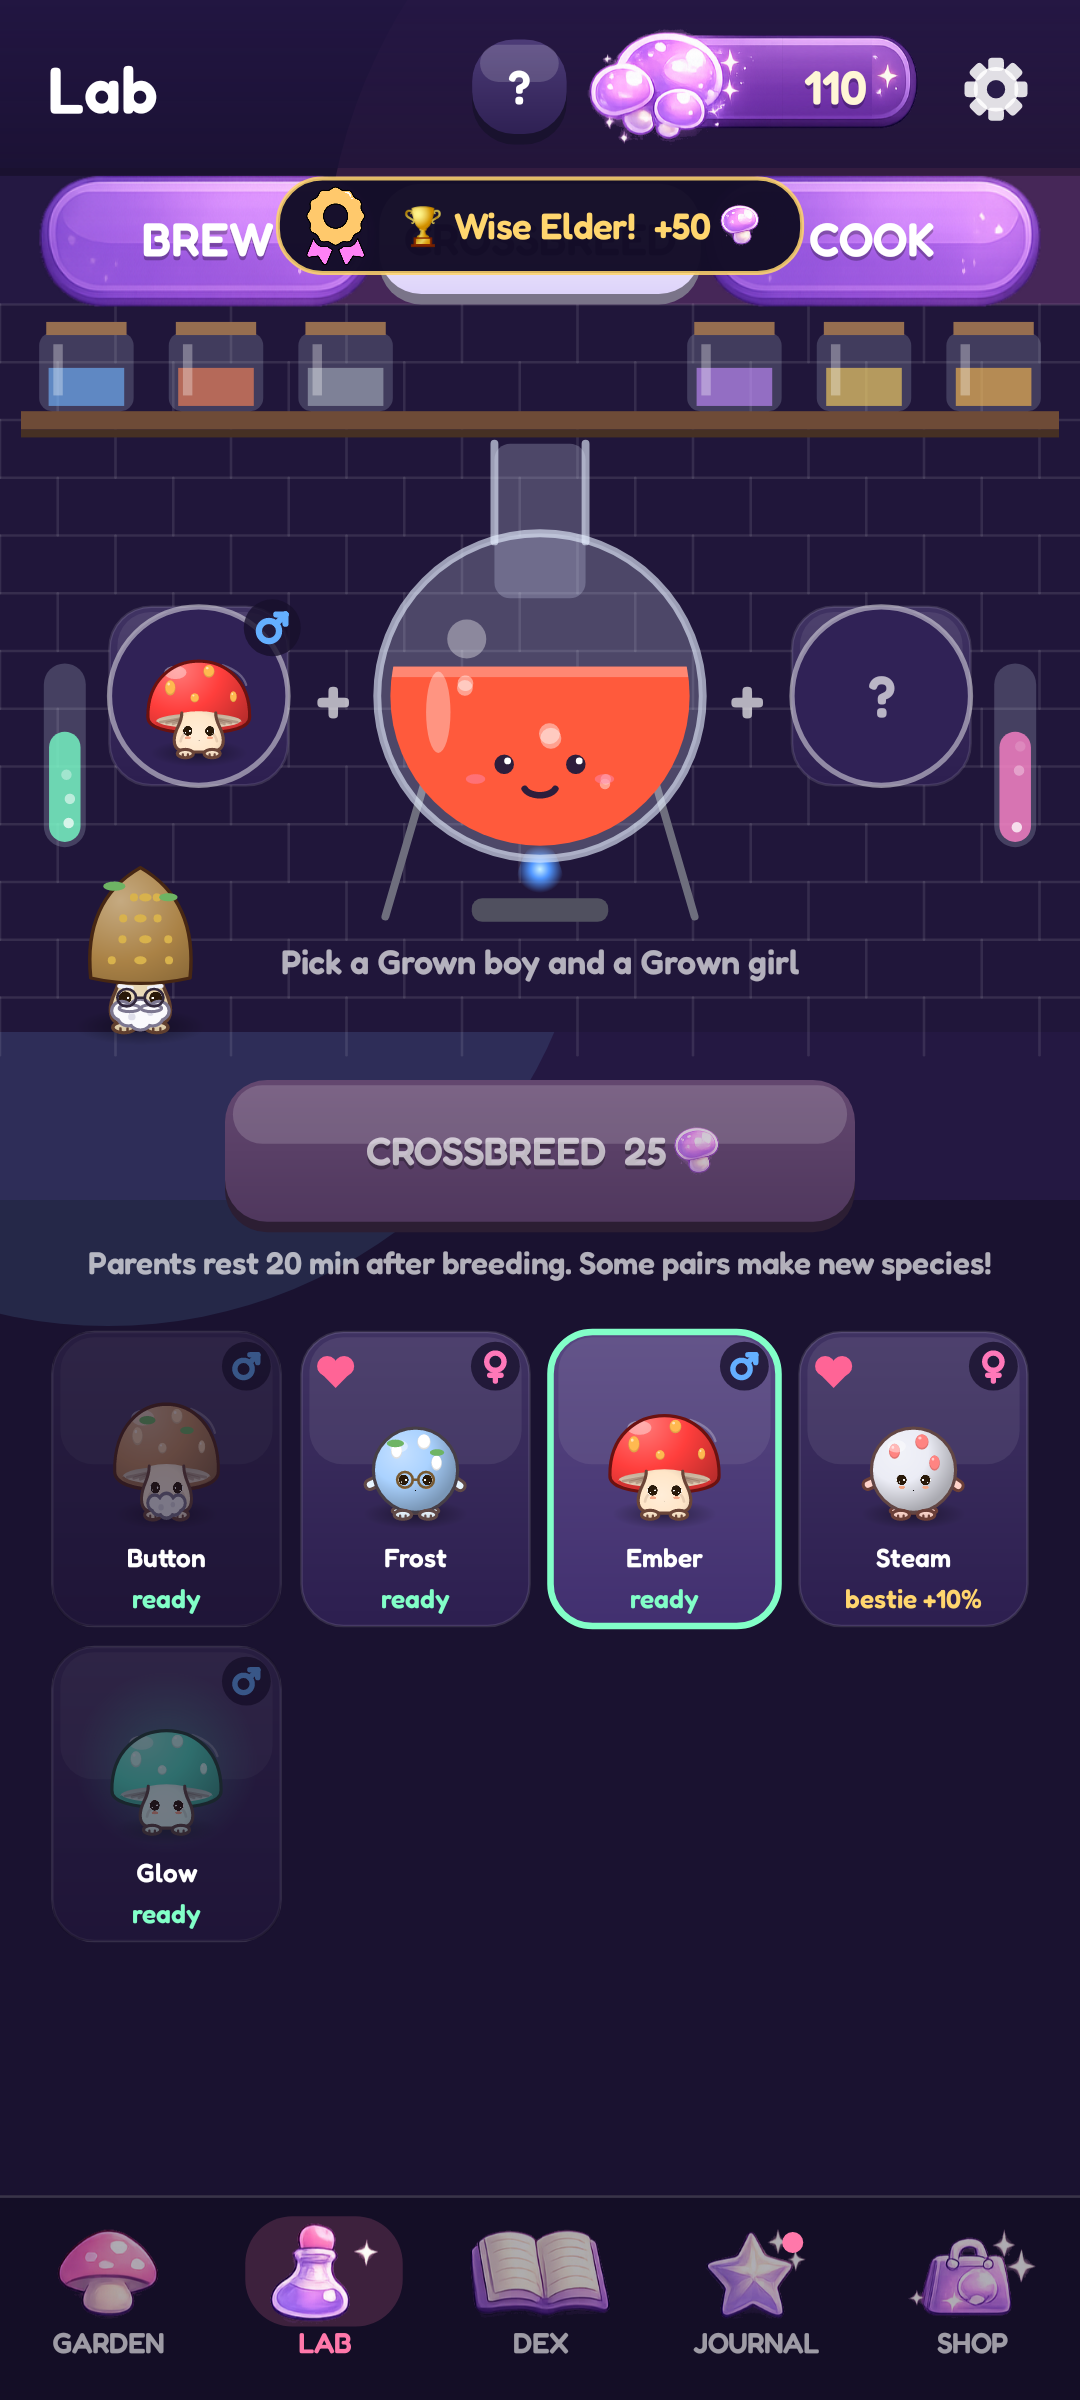 Lab
?
110
BREW
🏆 Wise Elder! +50
COOK
+
+
?
Pick a Grown boy and a Grown girl
CROSSBREED 25
Parents rest 20 min after breeding. Some pairs make new species!
Button
ready
Frost
ready
Ember
ready
Steam
bestie +10%
Glow
ready
GARDEN
LAB
DEX
JOURNAL
SHOP